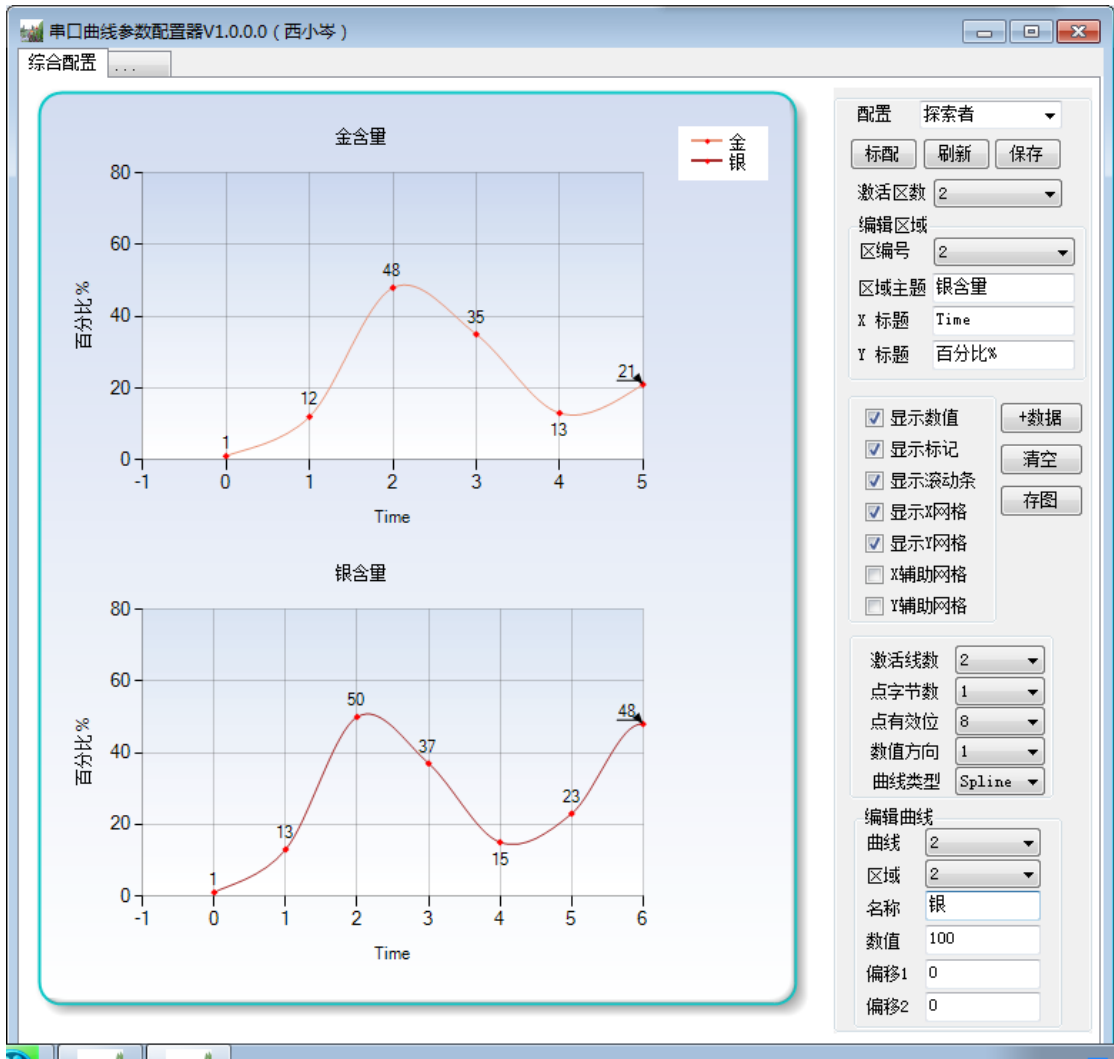 串口曲线参数配置器V1.0.0.0（西小岑）
综合配置 ...
金含量
金
银
80
60
40
20
0
百分比%
1
12
48
35
13
21
-1 0 1 2 3 4 5
Time
银含量
80
60
40
20
0
百分比%
1
13
50
37
15
23
48
-1 0 1 2 3 4 5 6
Time
配置 探索者
标配 刷新 保存
激活区数 2
编辑区域
区编号 2
区域主题 银含量
X 标题 Time
Y 标题 百分比%
显示数值
显示标记
显示滚动条
显示X网格
显示Y网格
X辅助网格
Y辅助网格
+数据
清空
存图
激活线数 2
点字节数 1
点有效位 8
数值方向 1
曲线类型 Spline
编辑曲线
曲线 2
区域 2
名称 银
数值 100
偏移1 0
偏移2 0